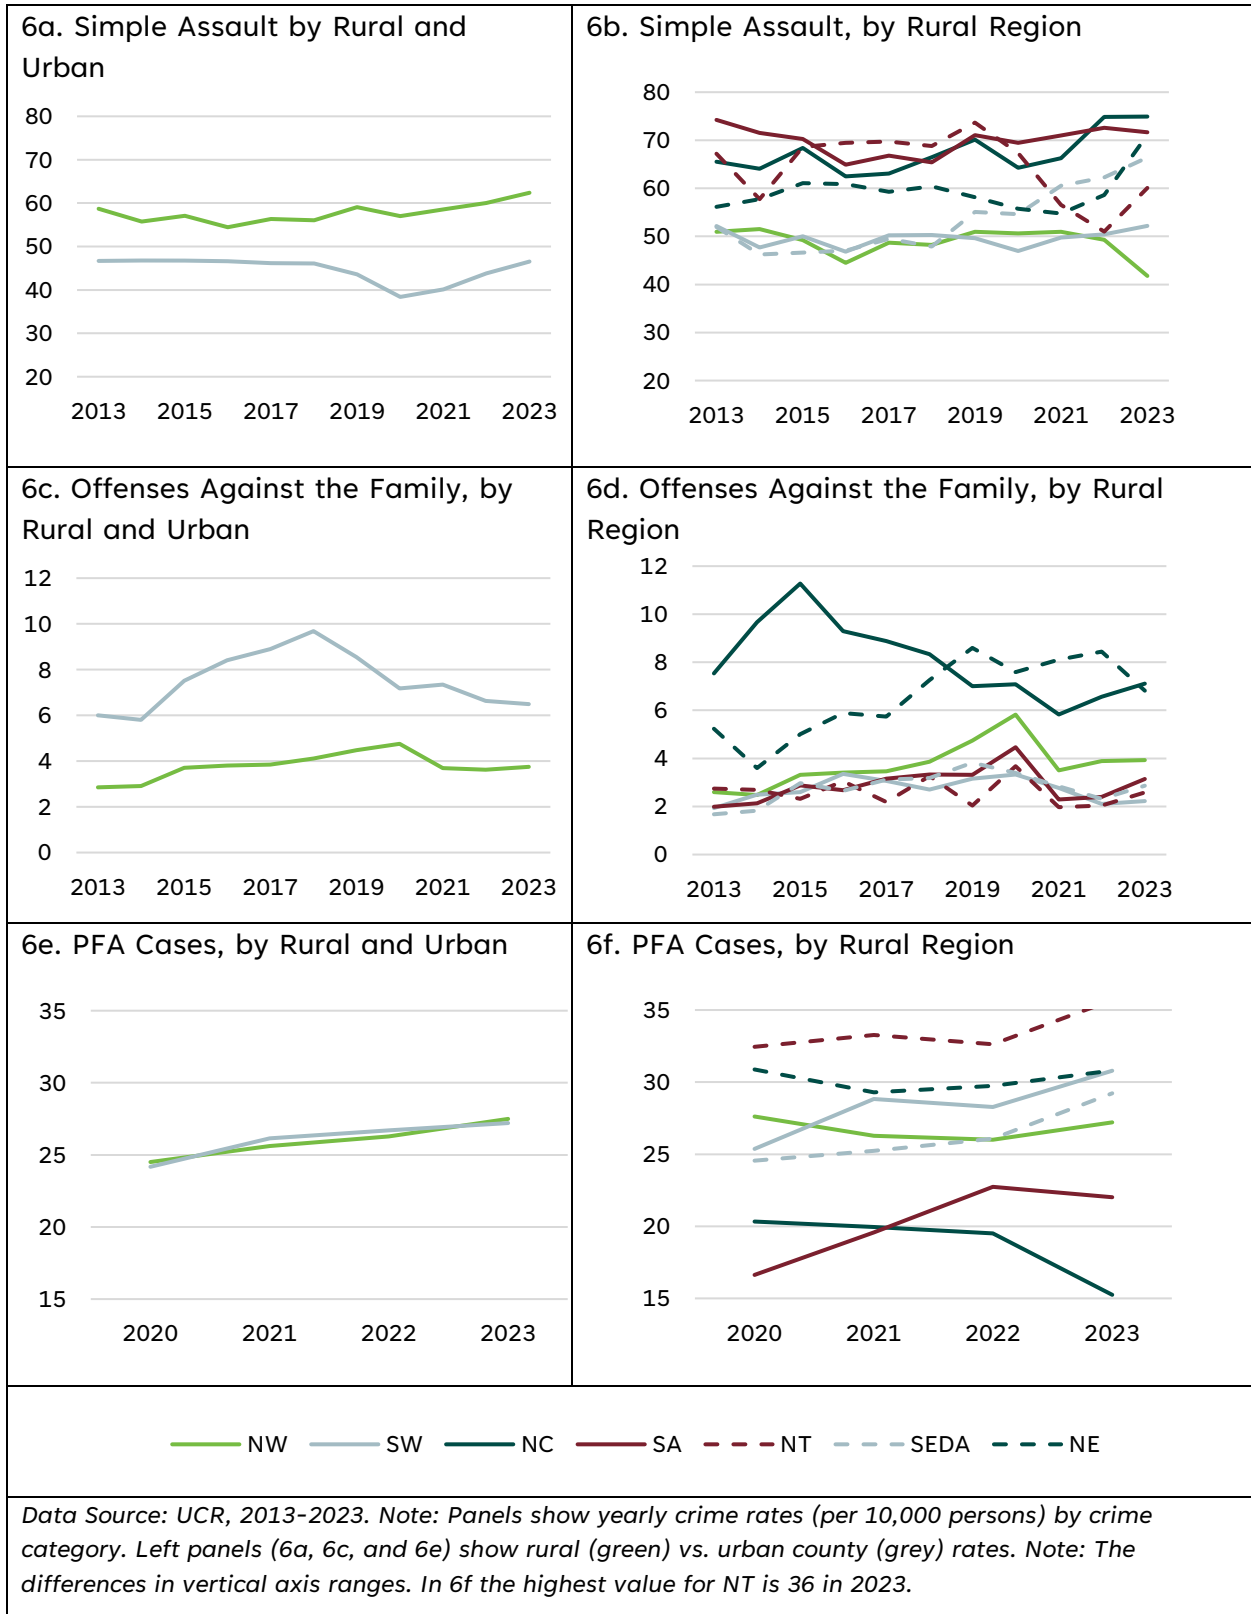 6a. Simple Assault by Rural and
Urban
80
70
60
50
40
30
20
2013 2015 2017 2019 2021 2023
6b. Simple Assault, by Rural Region
80
70
60
50
40
30
20
2013 2015 2017 2019 2021 2023
6c. Offenses Against the Family, by
Rural and Urban
12
10
8
6
4
2
0
2013 2015 2017 2019 2021 2023
6d. Offenses Against the Family, by Rural
Region
12
10
8
6
4
2
0
2013 2015 2017 2019 2021 2023
6e. PFA Cases, by Rural and Urban
35
30
25
20
15
2020 2021 2022 2023
6f. PFA Cases, by Rural Region
35
30
25
20
15
2020 2021 2022 2023
NW SW NC SA NT SEDA NE
Data Source: UCR, 2013-2023. Note: Panels show yearly crime rates (per 10,000 persons) by crime
category. Left panels (6a, 6c, and 6e) show rural (green) vs. urban county (grey) rates. Note: The
differences in vertical axis ranges. In 6f the highest value for NT is 36 in 2023.